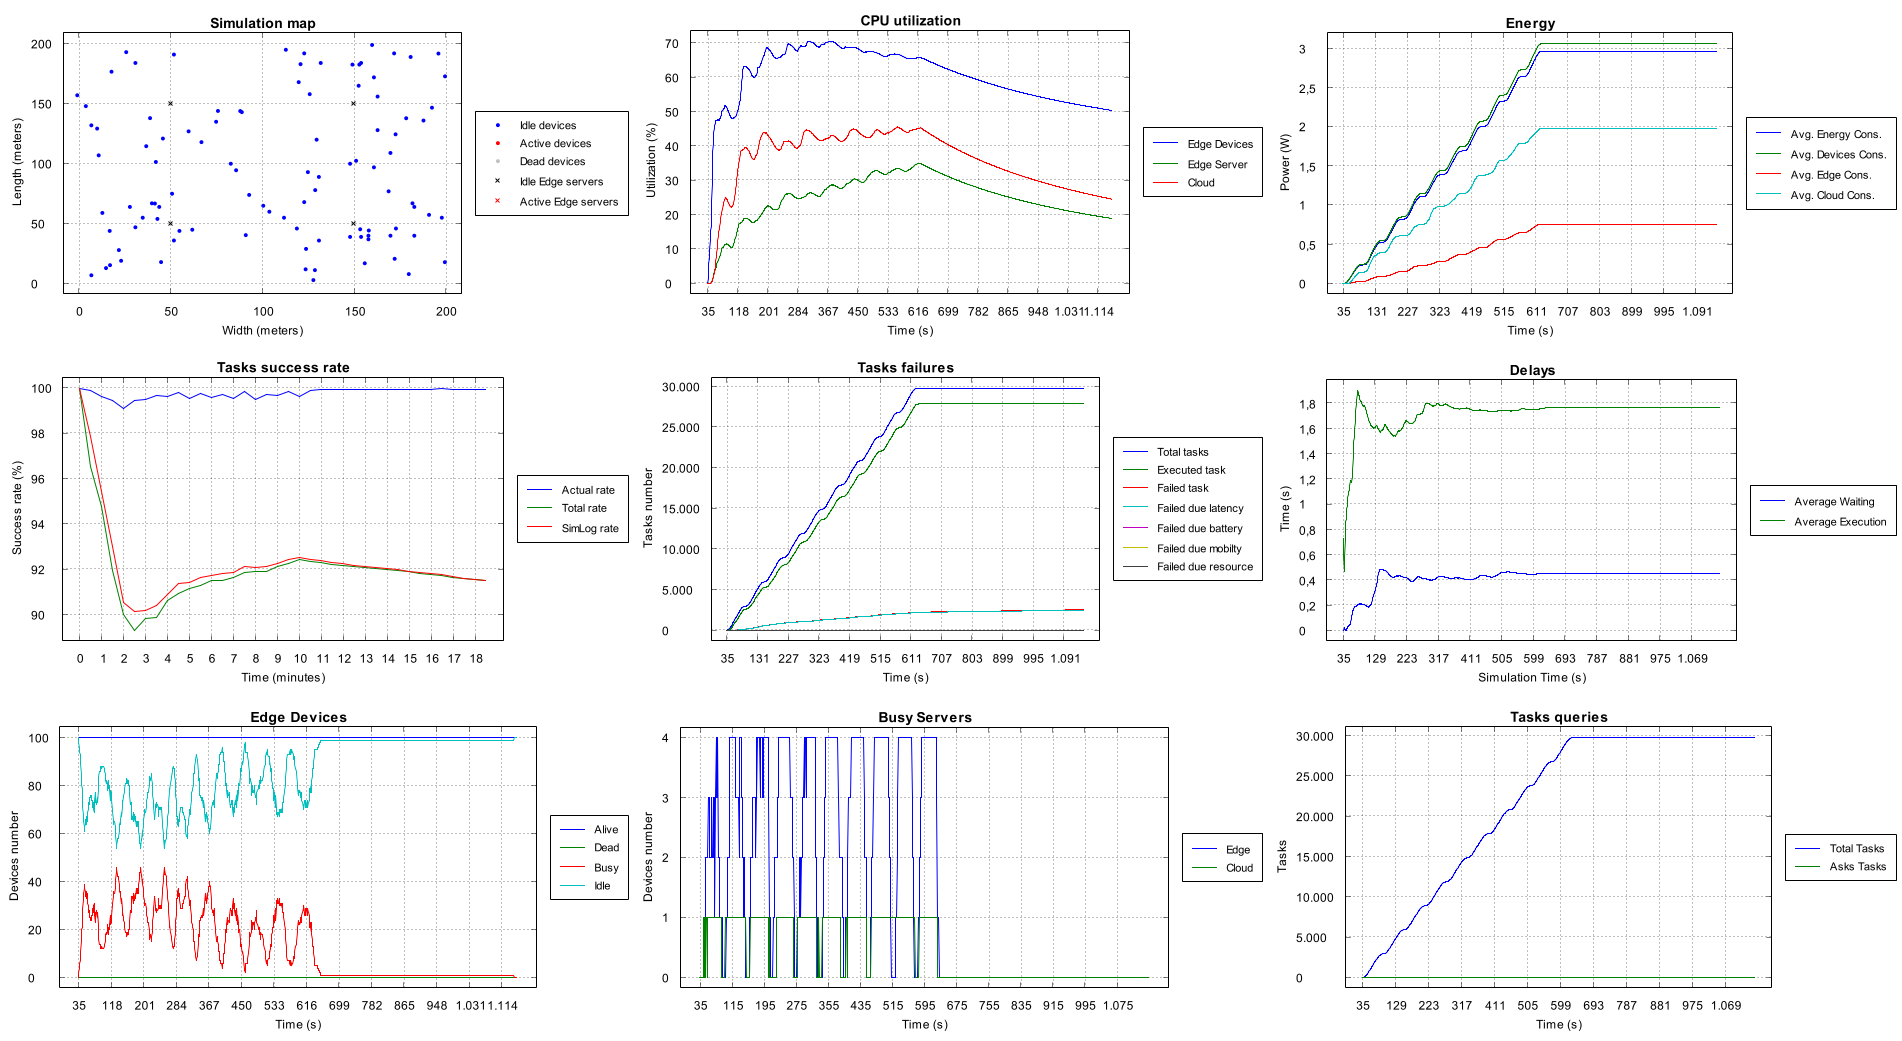 Simulation map
200
150
100
50
0
0 50 100 150 200
Length (meters)
Width (meters)
Idle devices
Active devices
Dead devices
Idle Edge servers
Active Edge servers
CPU utilization
70
60
50
40
30
20
10
0
35 118 201 284 367 450 533 616 699 782 865 948 1.031 1.114
Utilization (%)
Time (s)
Edge Devices
Edge Server
Cloud
Energy
3
2,5
2
1,5
1
0,5
0
35 131 227 323 419 515 611 707 803 899 995 1.091
Power (W)
Time (s)
Avg. Energy Cons.
Avg. Devices Cons.
Avg. Edge Cons.
Avg. Cloud Cons.
Tasks success rate
100
98
96
94
92
90
0 1 2 3 4 5 6 7 8 9 10 11 12 13 14 15 16 17 18
Success rate (%)
Time (minutes)
Actual rate
Total rate
SimLog rate
Tasks failures
30.000
25.000
20.000
15.000
10.000
5.000
0
35 131 227 323 419 515 611 707 803 899 995 1.091
Tasks number
Time (s)
Total tasks
Executed task
Failed task
Failed due latency
Failed due battery
Failed due mobilty
Failed due resource
Delays
1,8
1,6
1,4
1,2
1,0
0,8
0,6
0,4
0,2
0
35 129 223 317 411 505 599 693 787 881 975 1.069
Time (s)
Simulation Time (s)
Average Waiting
Average Execution
Edge Devices
100
80
60
40
20
0
35 118 201 284 367 450 533 616 699 782 865 948 1.031 1.114
Devices number
Time (s)
Alive
Dead
Busy
Idle
Busy Servers
4
3
2
1
0
35 115 195 275 355 435 515 595 675 755 835 915 995 1.075
Devices number
Time (s)
Edge
Cloud
Tasks queries
30.000
25.000
20.000
15.000
10.000
5.000
0
35 129 223 317 411 505 599 693 787 881 975 1.069
Tasks
Time (s)
Total Tasks
Asks Tasks